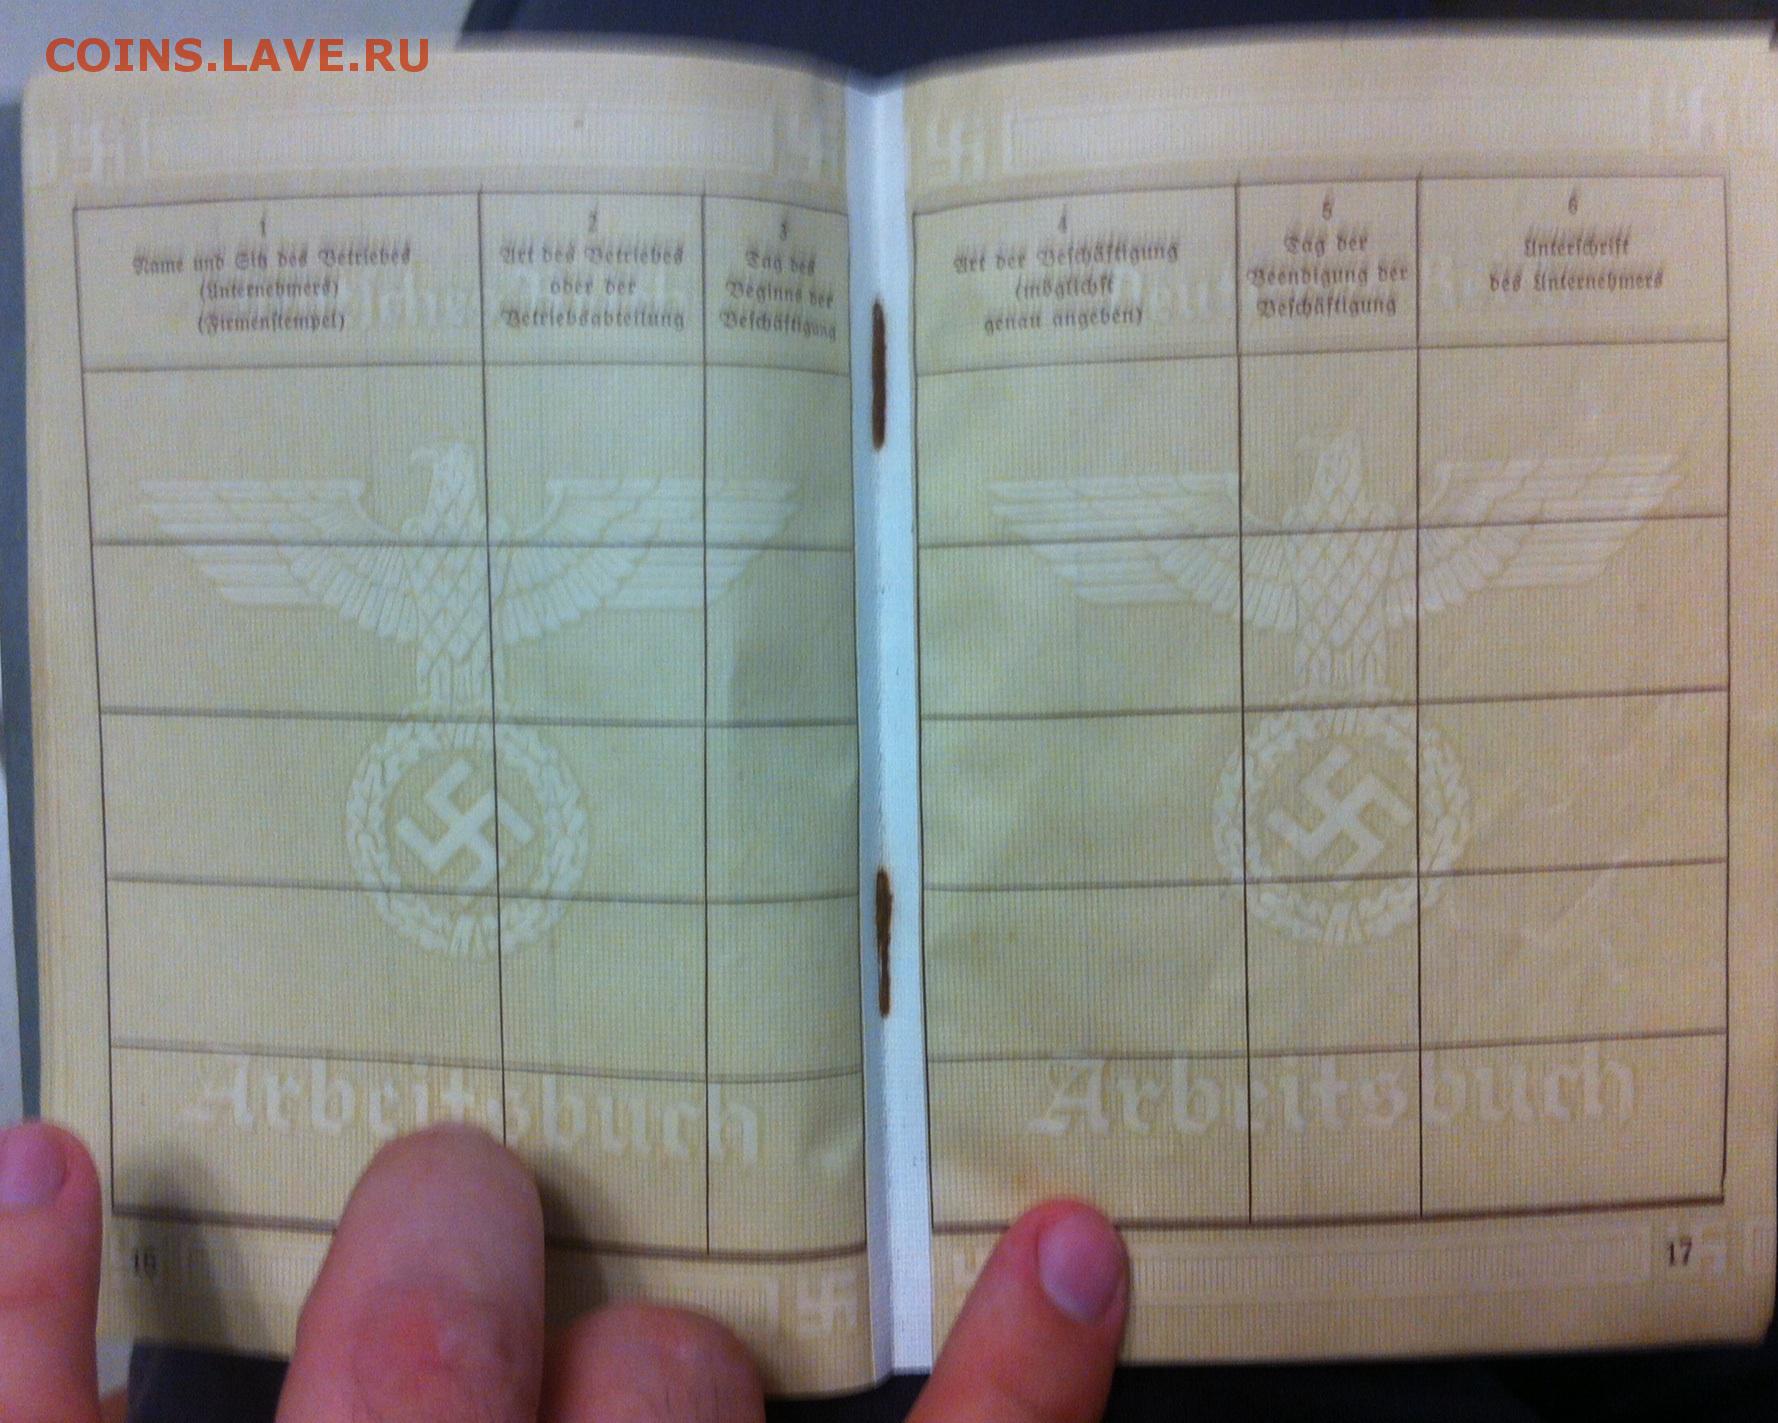 COINS.LAVE.RU
1
Name und Sitz des Betriebes
(Unternehmers)
(Firmenstempel)
2
Art des Betriebes
oder der
Betriebsabteilung
3
Tag des
Beginns der
Beschäftigung
4
Art der Beschäftigung
(möglichst
genau angeben)
5
Tag der
Beendigung der
Beschäftigung
6
Unterschrift
des Unternehmers
Arbeitsbuch
Arbeitsbuch
16
17